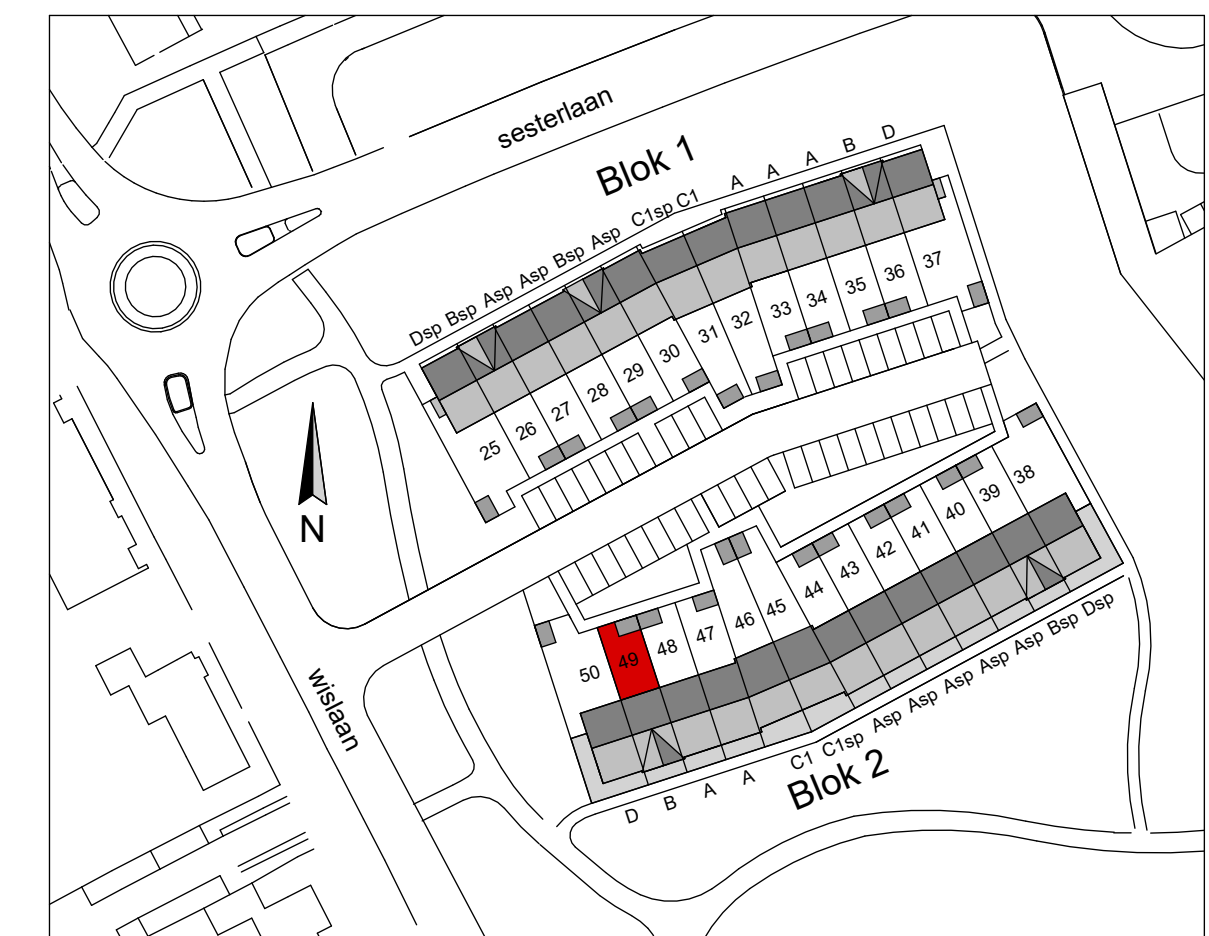 sesterlaan
Blok 1
Dsp Bsp Asp Asp Bsp Asp C1sp C1 A A A B D
25 26 27 28 29 30 31 32 33 34 35 36 37
N
38 39 40 41 42 43 44 45 46 47 48 49 50
wislaan
D B A A C1 C1sp Asp Asp Asp Asp Asp Bsp Dsp
Blok 2